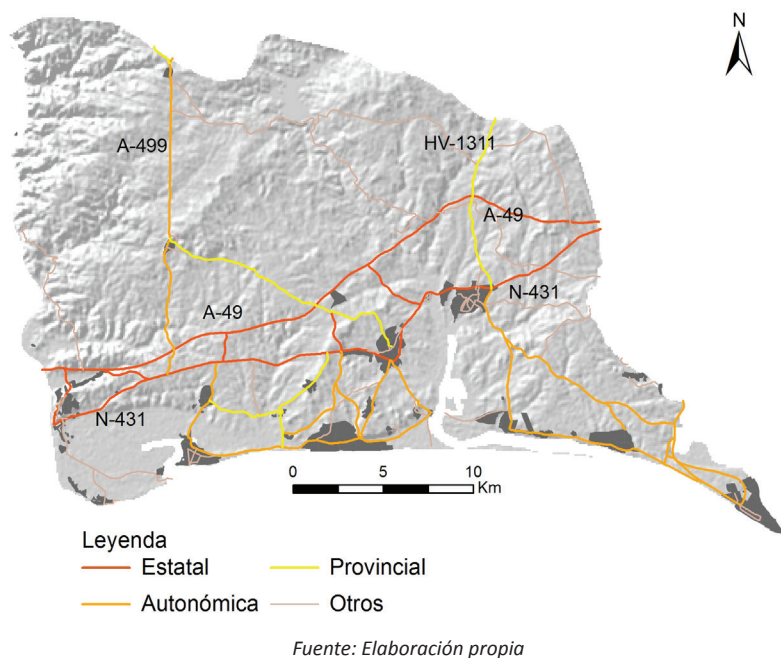 N
A-499
HV-1311
A-49
A-49
N-431
N-431
0 5 10
Km
Leyenda
Estatal
Provincial
Autonómica
Otros
Fuente: Elaboración propia